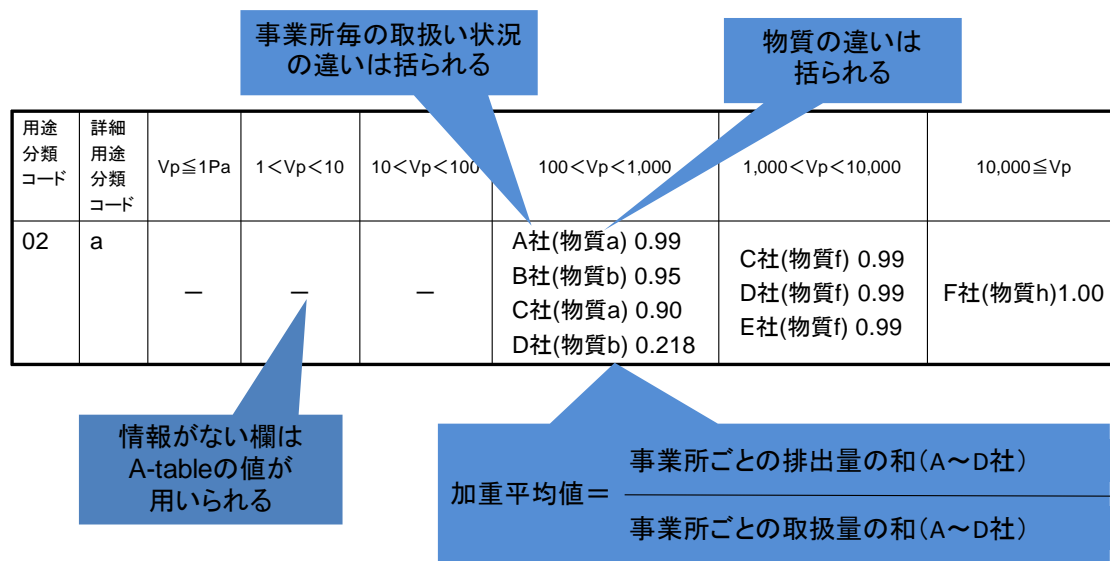 事業所毎の取扱い状況
の違いは括られる
物質の違いは
括られる
用途
分類
コード
詳細
用途
分類
コード
Vp≦1Pa
1<Vp<10
10<Vp<100
100<Vp<1,000
1,000<Vp<10,000
10,000≦Vp
02
a
－
－
－
A社(物質a) 0.99
B社(物質b) 0.95
C社(物質a) 0.90
D社(物質b) 0.218
C社(物質f) 0.99
D社(物質f) 0.99
E社(物質f) 0.99
F社(物質h)1.00
情報がない欄は
A-tableの値が
用いられる
加重平均値＝
事業所ごとの排出量の和（A～D社）
事業所ごとの取扱量の和（A～D社）